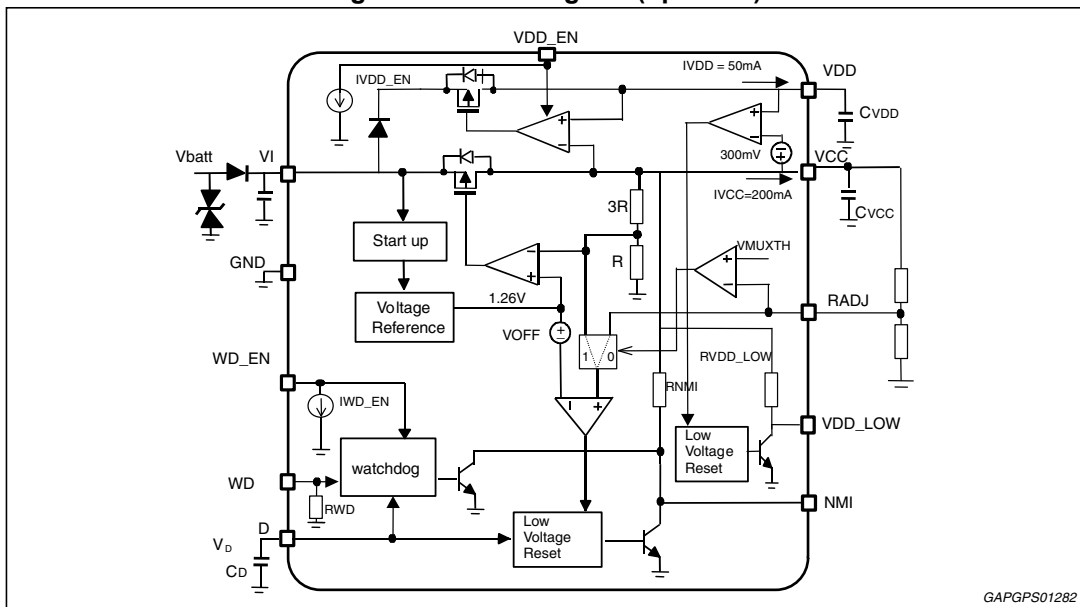 VDD_EN
IVDD_EN
IVDD = 50mA
VDD
CVDD
300mV
Vbatt
VI
VCC
IVCC=200mA
CVCC
3R
Start up
R
VMUXTH
GND
1.26V
RADJ
Voltage
Reference
VOFF
1 0
RVDD_LOW
WD_EN
RNMI
IWD_EN
VDD_LOW
Low
Voltage
Reset
watchdog
WD
NMI
RWD
D
VD
CD
Low
Voltage
Reset
GAPGPS01282